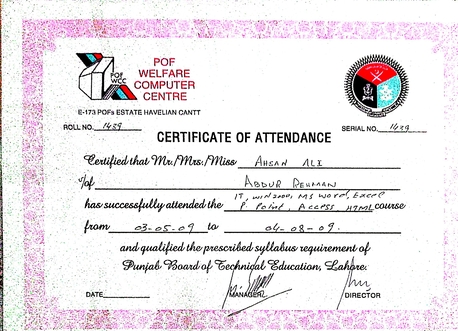 POF
WELFARE
COMPUTER
CENTRE
POF
WCC
E-173 POFs ESTATE HAVELIAN CANTT
ROLL NO. 1439 SERIAL NO. 1439
CERTIFICATE OF ATTENDANCE
Certified that Mr./Mrs./Miss AHSAN ALI
s/of ABDUR REHMAN
IT, WIN 2000, MS WORD, EXCEL
has successfully attended the P. POINT, ACCESS HTML course
from 03-05-09 to 04-08-09.
and qualified the prescribed syllabus requirement of
Punjab Board of Technical Education, Lahore.
DATE MANAGER DIRECTOR